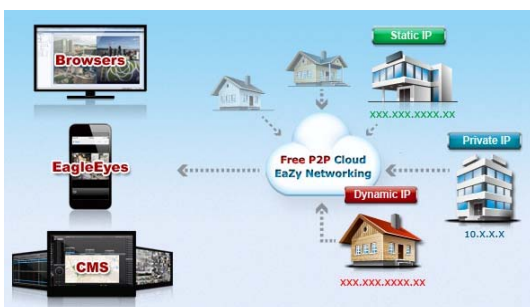 Static IP
Browsers
XXX.XXX.XXXX.XX
Private IP
Free P2P Cloud
EaZy Networking
EagleEyes
Dynamic IP
10.X.X.X
CMS
XXX.XXX.XXXX.XX